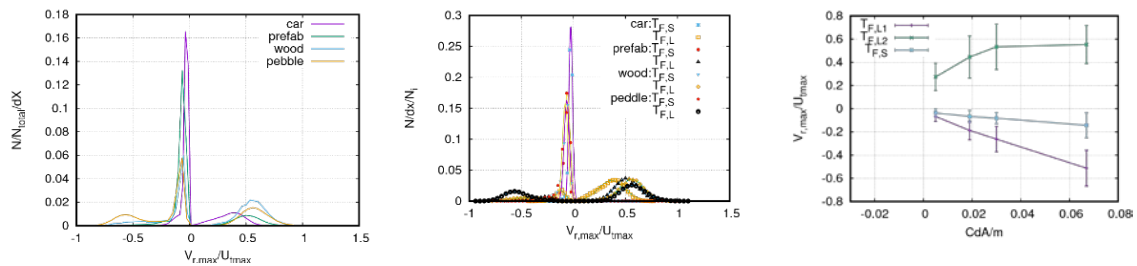 car
prefab
wood
pebble
N/N_total/dX
0.18
0.16
0.14
0.12
0.1
0.08
0.06
0.04
0.02
0
-1 -0.5 0 0.5 1 1.5
V_r,max/U_tmax
car:T_F,S
T_F,L
prefab:T_F,S
T_F,L
wood:T_F,S
T_F,L
peddle:T_F,S
T_F,L
N/dx/N_i
0.3
0.25
0.2
0.15
0.1
0.05
0
-1 -0.5 0 0.5 1 1.5
V_r,max/U_tmax
T_F,L1
T_F,L2
T_F,S
V_r,max/U_tmax
0.8
0.6
0.4
0.2
0
-0.2
-0.4
-0.6
-0.8
-0.02 0 0.02 0.04 0.06 0.08
CdA/m